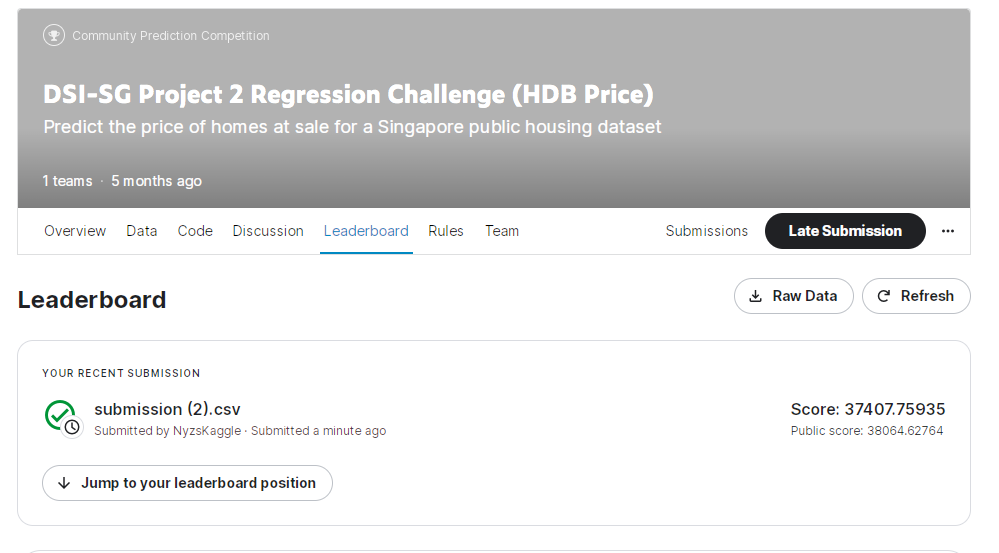 Community Prediction Competition
DSI-SG Project 2 Regression Challenge (HDB Price)
Predict the price of homes at sale for a Singapore public housing dataset
1 teams · 5 months ago
Overview Data Code Discussion Leaderboard Rules Team Submissions Late Submission ...
Leaderboard Raw Data Refresh
YOUR RECENT SUBMISSION
submission (2).csv Score: 37407.75935
Submitted by NyzsKaggle · Submitted a minute ago Public score: 38064.62764
Jump to your leaderboard position